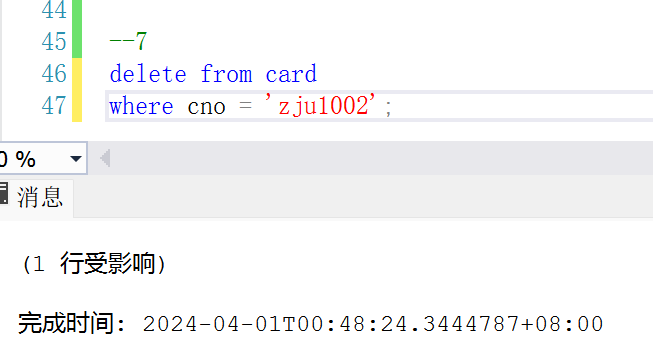 44
45 --7
46 delete from card
47 where cno = 'zju1002';
0 %
消息
(1 行受影响)
完成时间: 2024-04-01T00:48:24.3444787+08:00